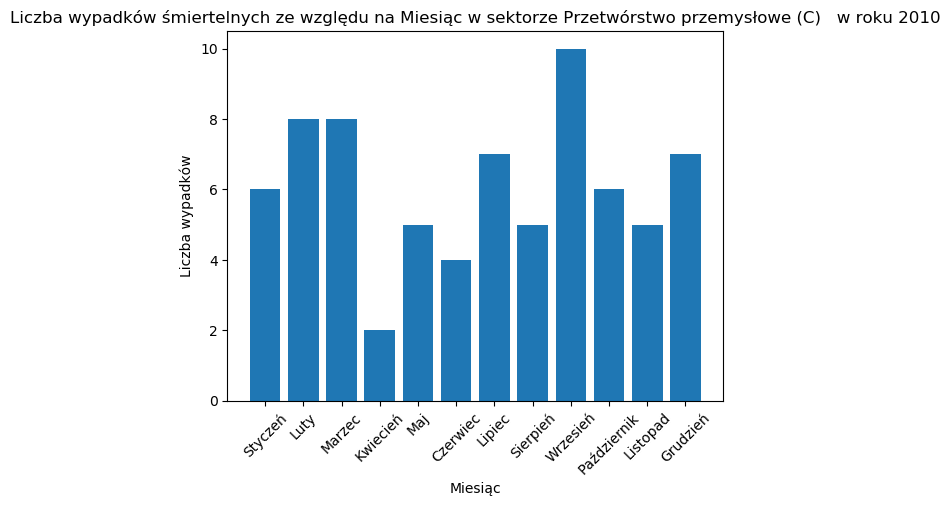 Liczba wypadków śmiertelnych ze względu na Miesiąc w sektorze Przetwórstwo przemysłowe (C)   w roku 2010
10
8
6
4
2
0
Liczba wypadków
Styczeń
Luty
Marzec
Kwiecień
Maj
Czerwiec
Lipiec
Sierpień
Wrzesień
Październik
Listopad
Grudzień
Miesiąc